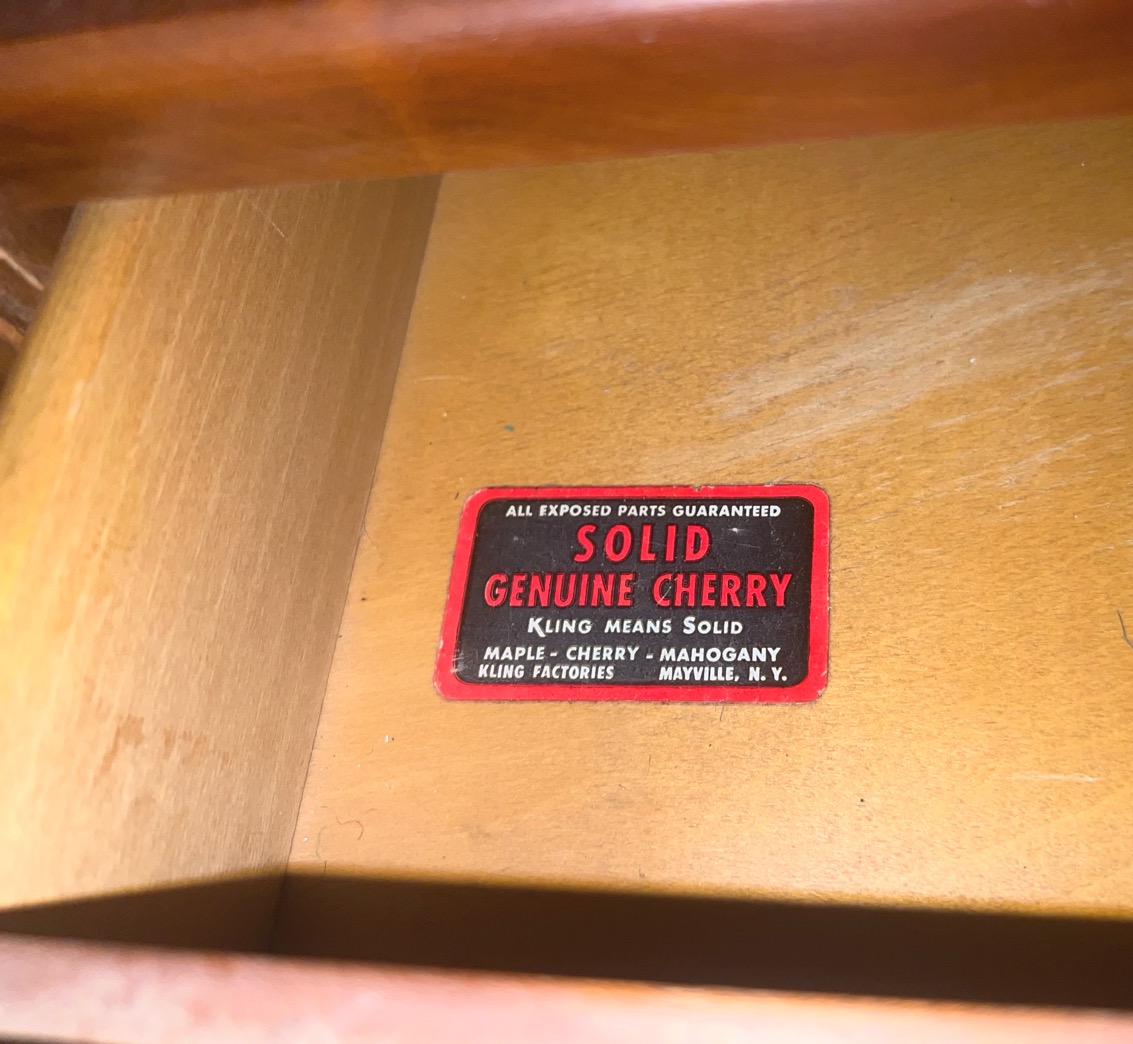 ALL EXPOSED PARTS GUARANTEED
SOLID
GENUINE CHERRY
KLING MEANS SOLID
MAPLE - CHERRY - MAHOGANY
KLING FACTORIES MAYVILLE, N. Y.